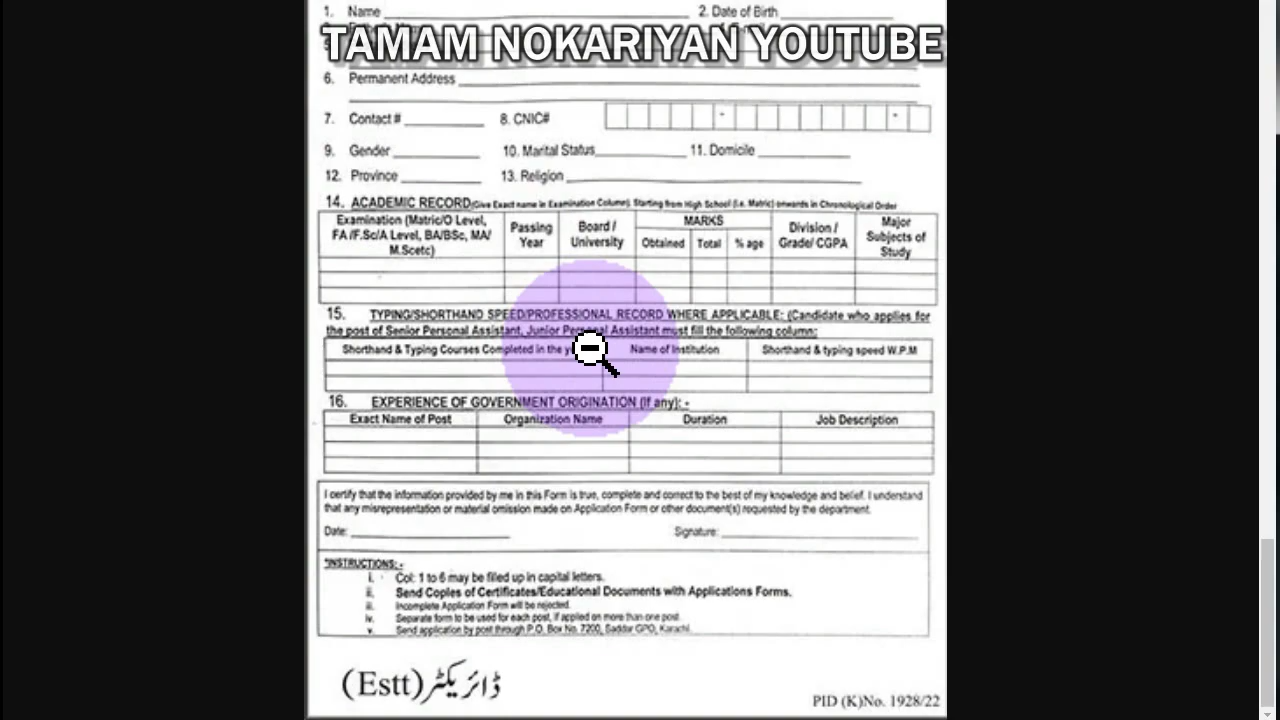 1. Name 2. Date of Birth
TAMAM NOKARIYAN YOUTUBE
6. Permanent Address
7. Contact # 8. CNIC# - -
9. Gender 10. Marital Status 11. Domicile
12. Province 13. Religion
14. ACADEMIC RECORD (Give Exact name in Examination Column). Starting from High School (i.e. Matric) onwards in Chronological Order
Examination (Matric/O Level, FA /F.Sc/A Level, BA/BSc, MA/ M.Scetc) Passing Year Board / University MARKS Division / Grade/ CGPA Major Subjects of Study
Obtained Total % age
15. TYPING/SHORTHAND SPEED/PROFESSIONAL RECORD WHERE APPLICABLE: (Candidate who applies for
the post of Senior Personal Assistant, Junior Personal Assistant must fill the following column:
Shorthand & Typing Courses Completed in the Name of Institution Shorthand & typing speed W.P.M
16. EXPERIENCE OF GOVERNMENT ORIGINATION (If any): -
Exact Name of Post Organization Name Duration Job Description
I certify that the information provided by me in this Form is true, complete and correct to the best of my knowledge and belief. I understand
that any misrepresentation or material omission made on Application Form or other document(s) requested by the department.
Date: Signature:
*INSTRUCTIONS: -
i. Col: 1 to 6 may be filled up in capital letters.
ii. Send Copies of Certificates/Educational Documents with Applications Forms.
iii. Incomplete Application Form will be rejected.
iv. Separate form to be used for each post, if applied on more than one post.
v. Send application by post through P.O. Box No. 7200, Saddar GPO, Karachi.
ڈائریکٹر (Estt)
PID (K)No. 1928/22